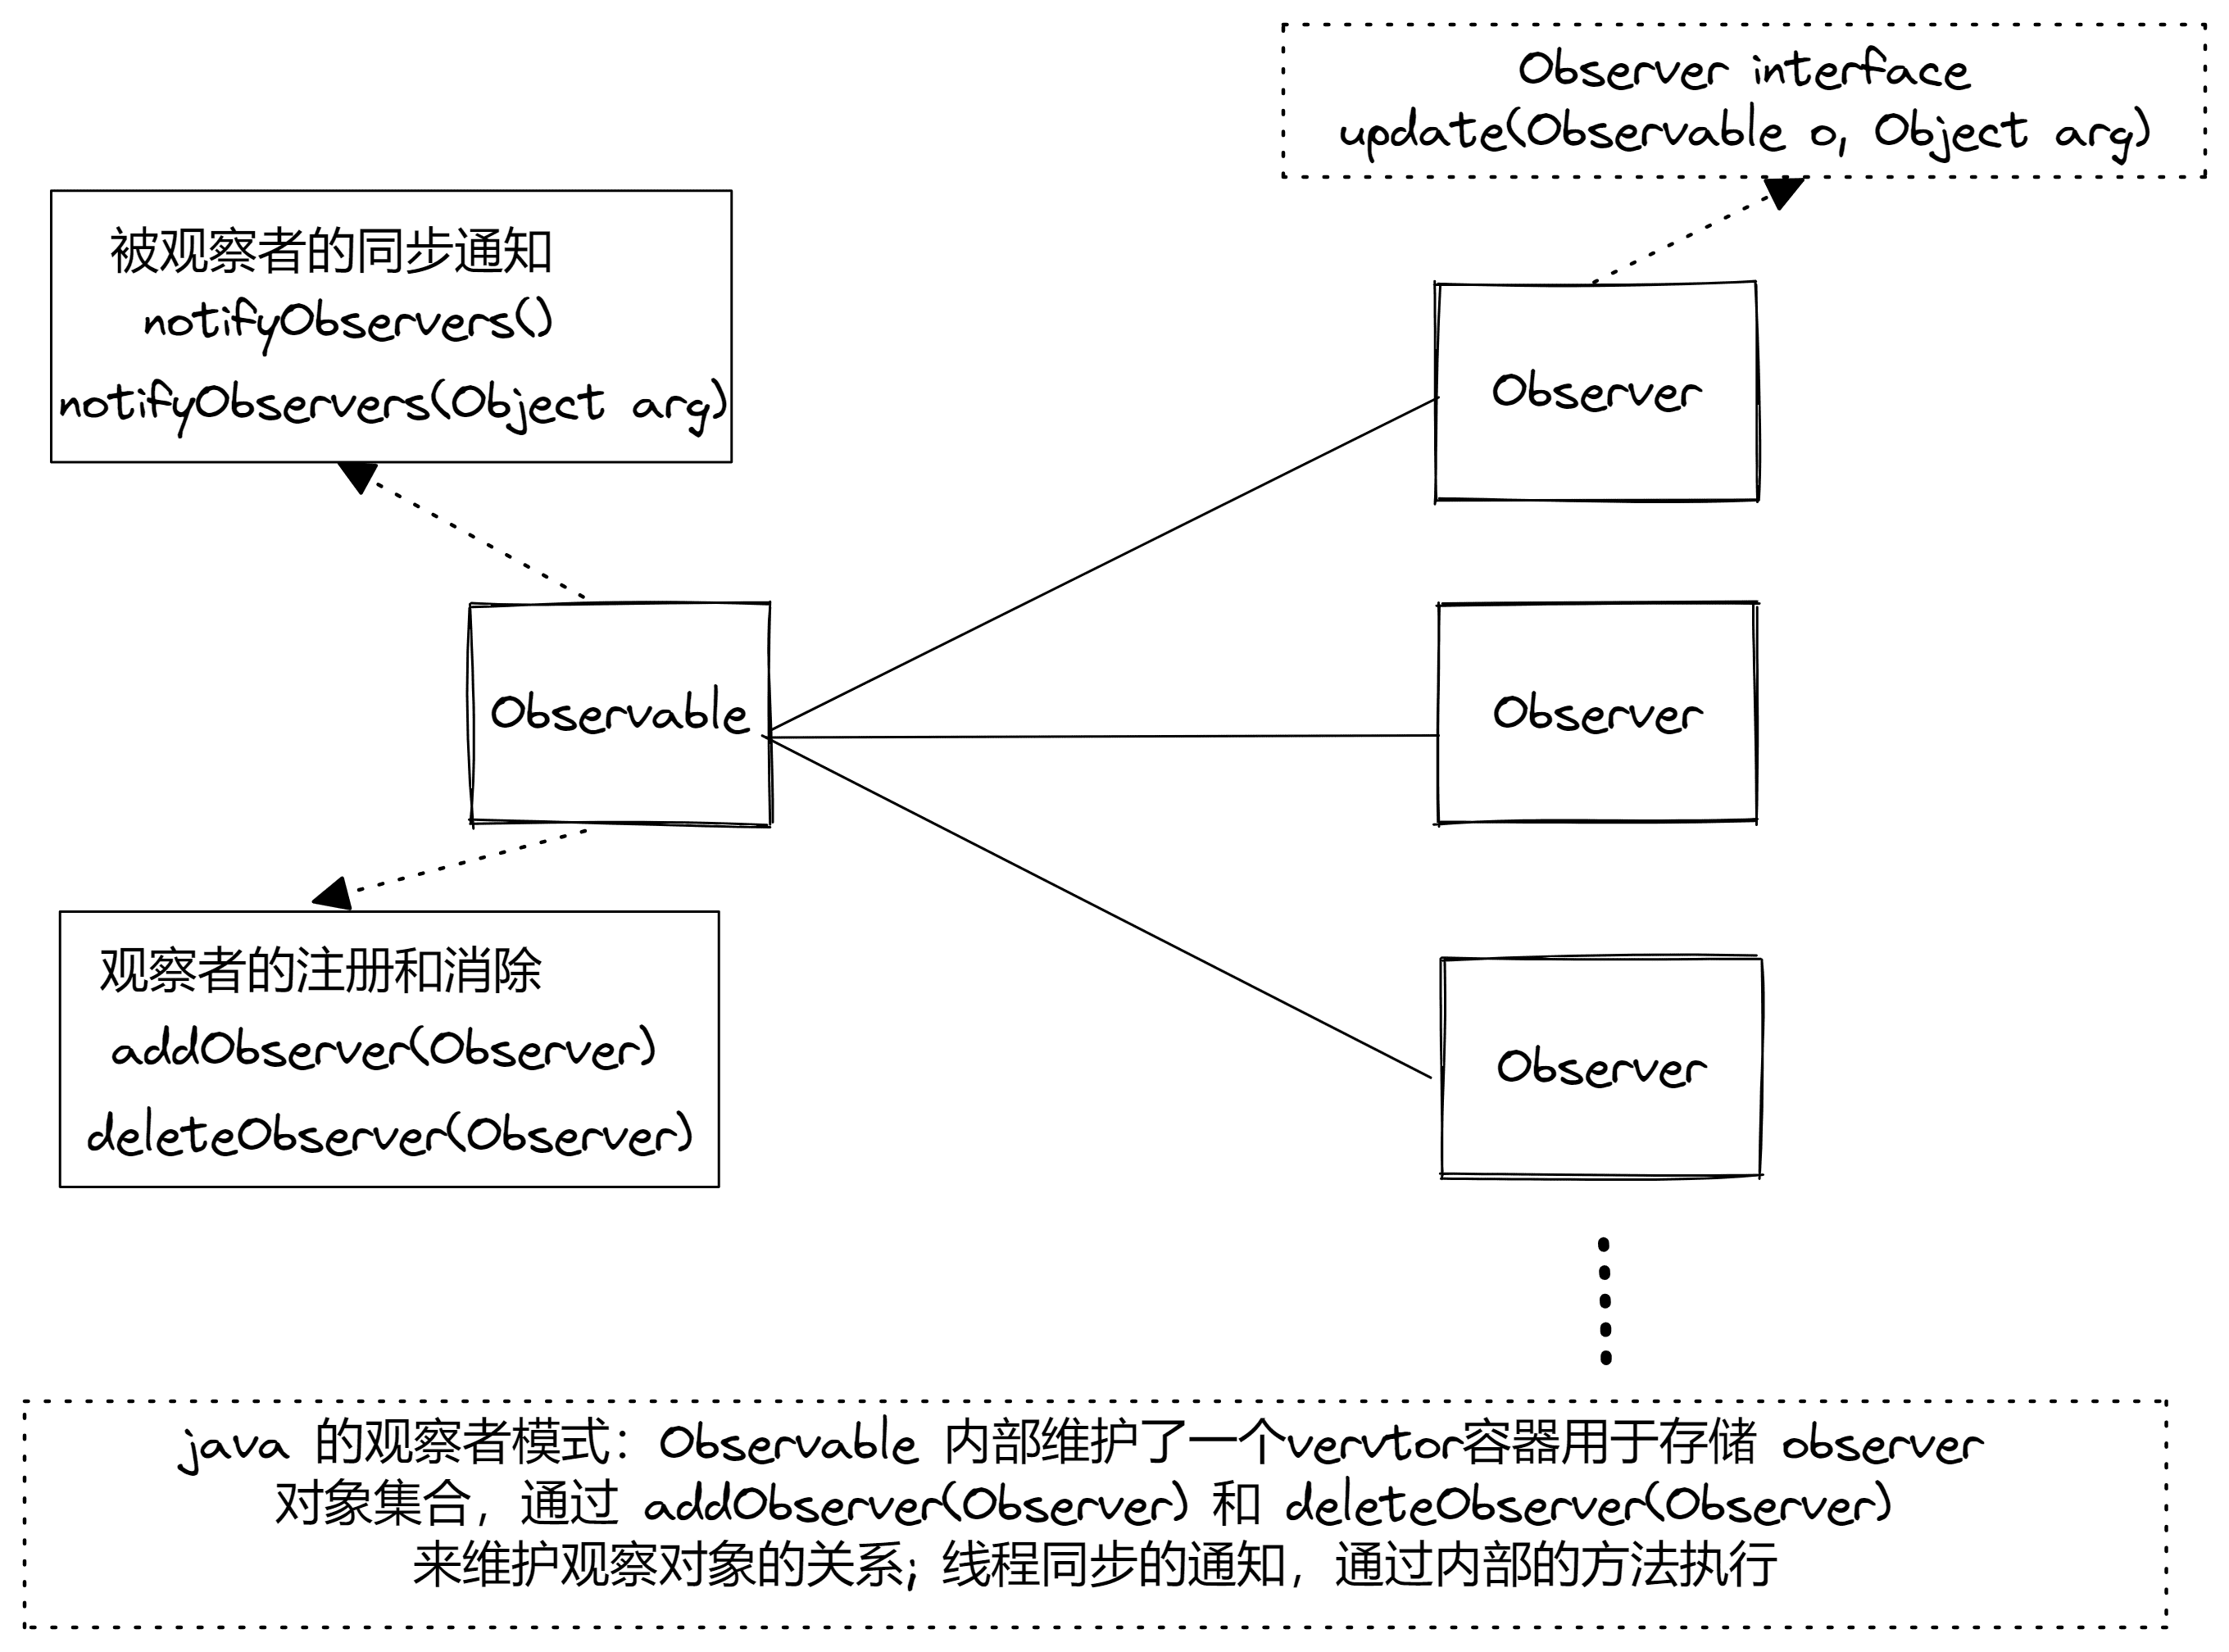 Observer interface
update(Observable o, Object arg)
被观察者的同步通知
notifyObservers()
notifyObservers(Object arg)
Observer
Observable
Observer
观察者的注册和消除
addObserver(Observer)
deleteObserver(Observer)
Observer
java 的观察者模式：Observable 内部维护了一个vervtor容器用于存储 observer
对象集合，通过 addObserver(Observer) 和 deleteObserver(Observer)
来维护观察对象的关系; 线程同步的通知，通过内部的方法执行